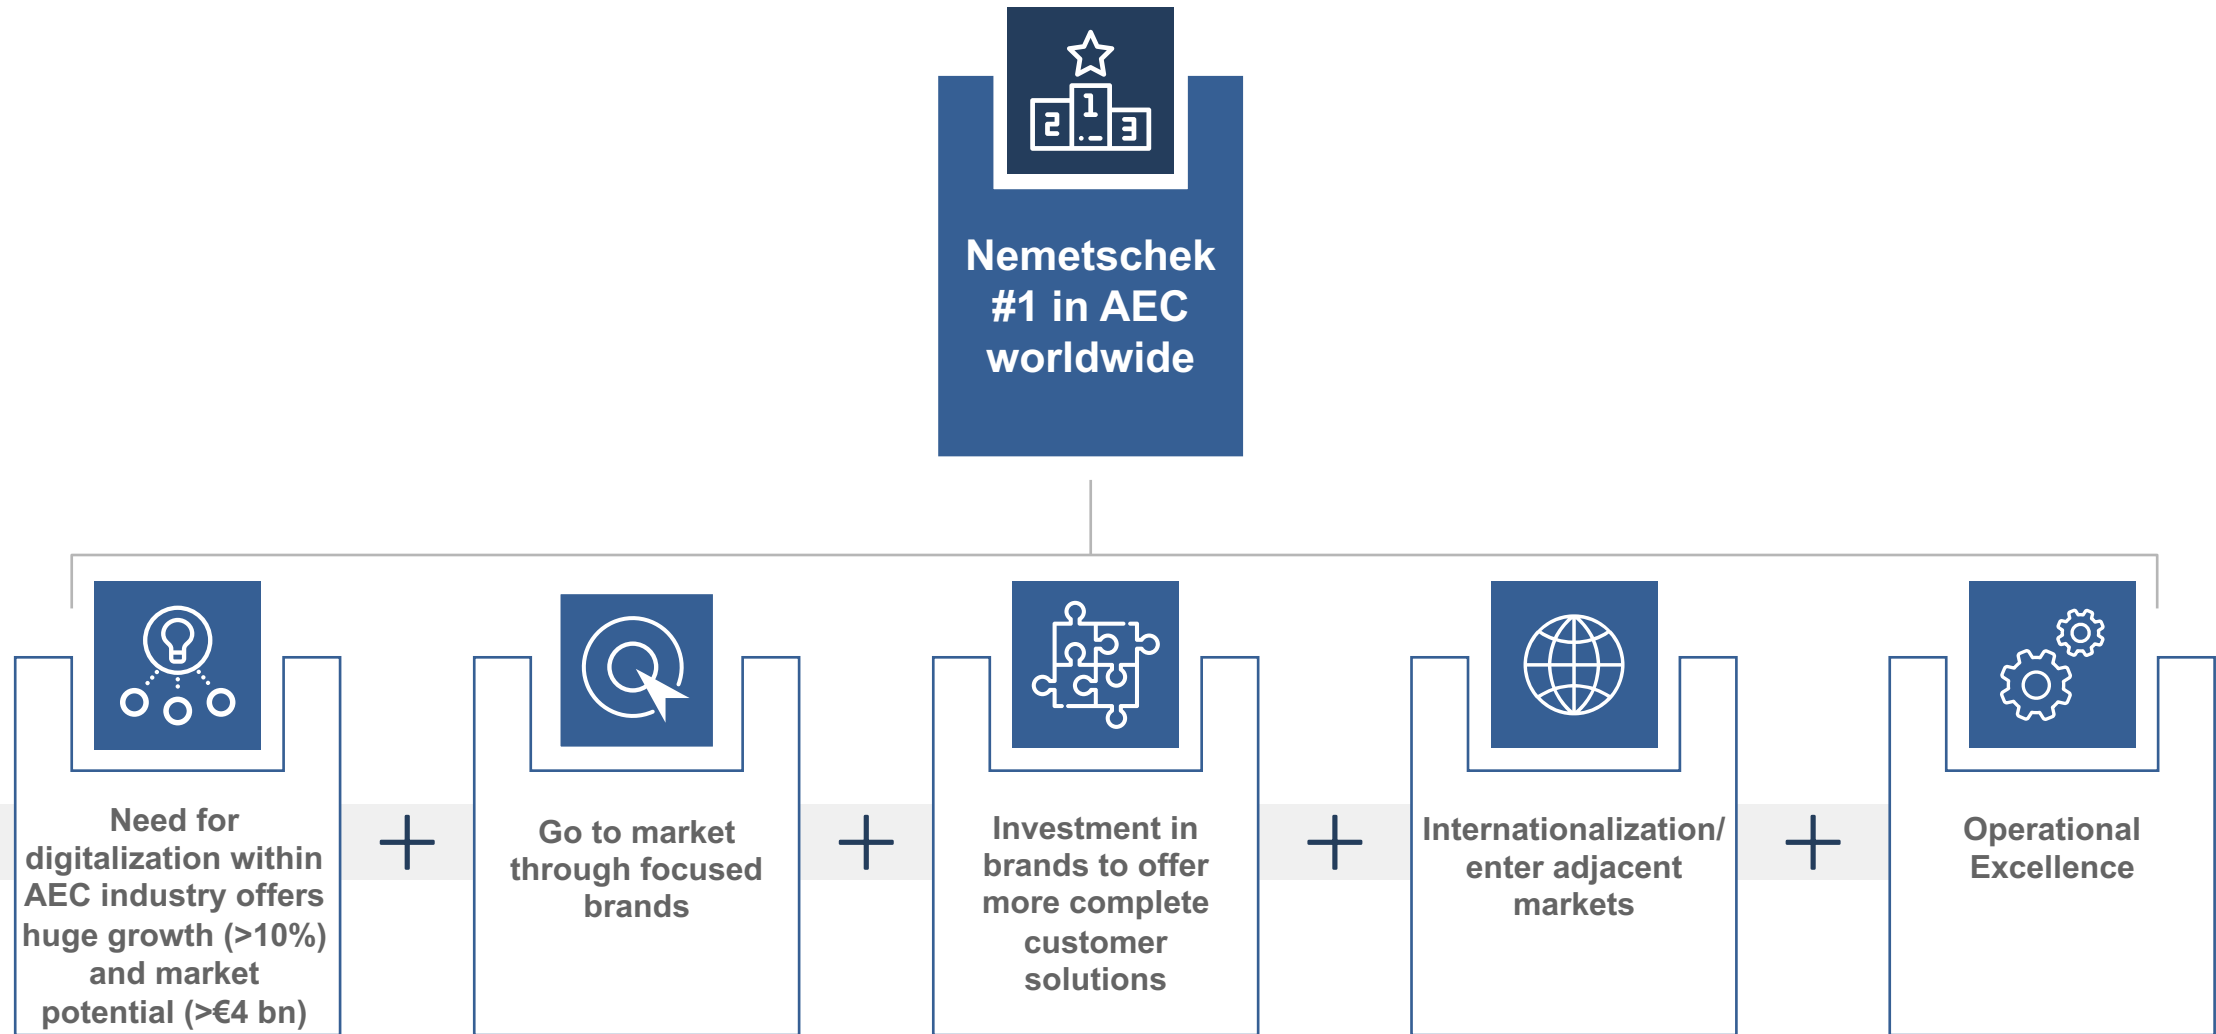 2 1 3
Nemetschek
#1 in AEC
worldwide
Need for
digitalization within
AEC industry offers
huge growth (>10%)
and market
potential (>€4 bn)
+
Go to market
through focused
brands
+
Investment in
brands to offer
more complete
customer
solutions
+
Internationalization/
enter adjacent
markets
+
Operational
Excellence